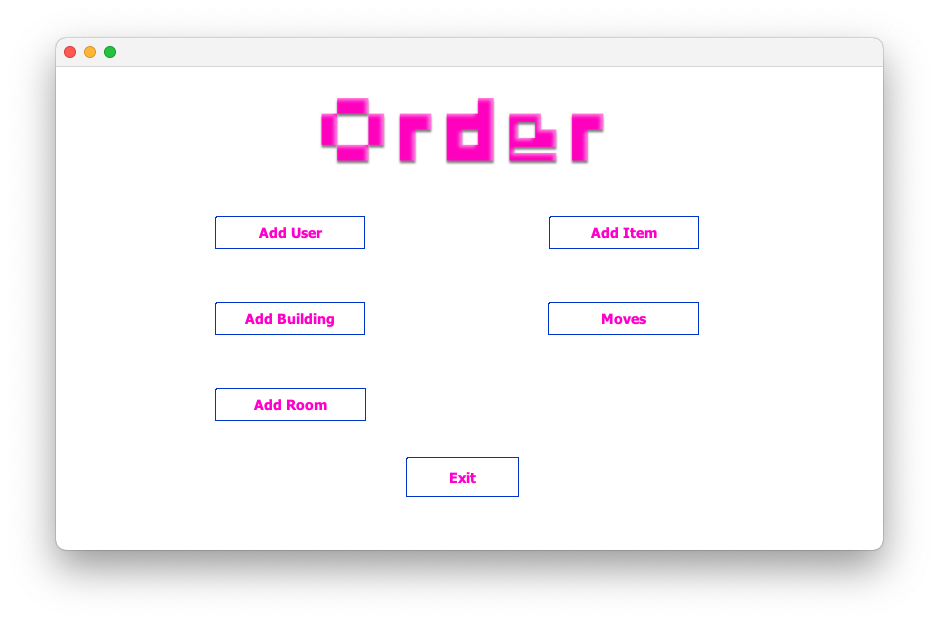 Order
Add User
Add Item
Add Building
Moves
Add Room
Exit